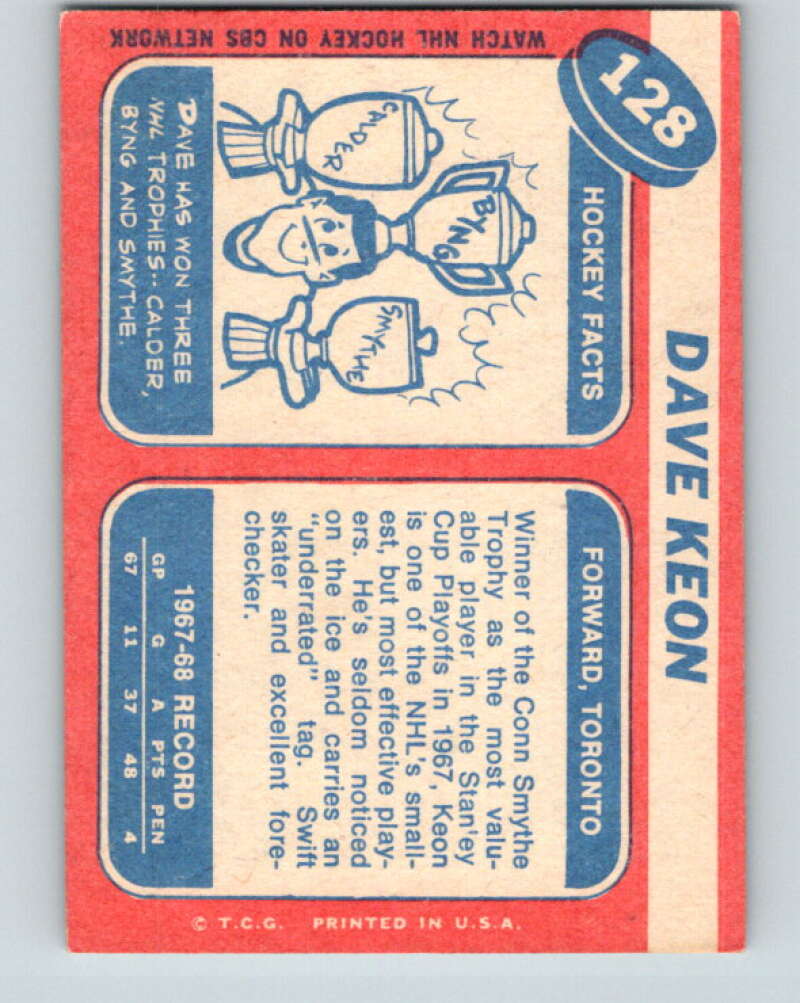 128
DAVE KEON
WATCH NHL HOCKEY ON CBS NETWORK
HOCKEY FACTS
CALDER
BYNG
SMYTHE
DAVE HAS WON THREE
NHL TROPHIES-- CALDER,
BYNG AND SMYTHE.
FORWARD, TORONTO
Winner of the Conn Smythe
Trophy as the most valu-
able player in the Stan'ey
Cup Playoffs in 1967, Keon
is one of the NHL's small-
est, but most effective play-
ers. He's seldom noticed
on the ice and carries an
"underrated" tag. Swift
skater and excellent fore-
checker.
1967-68 RECORD
GP G A PTS PEN
67 11 37 48 4
© T.C.G. PRINTED IN U.S.A.